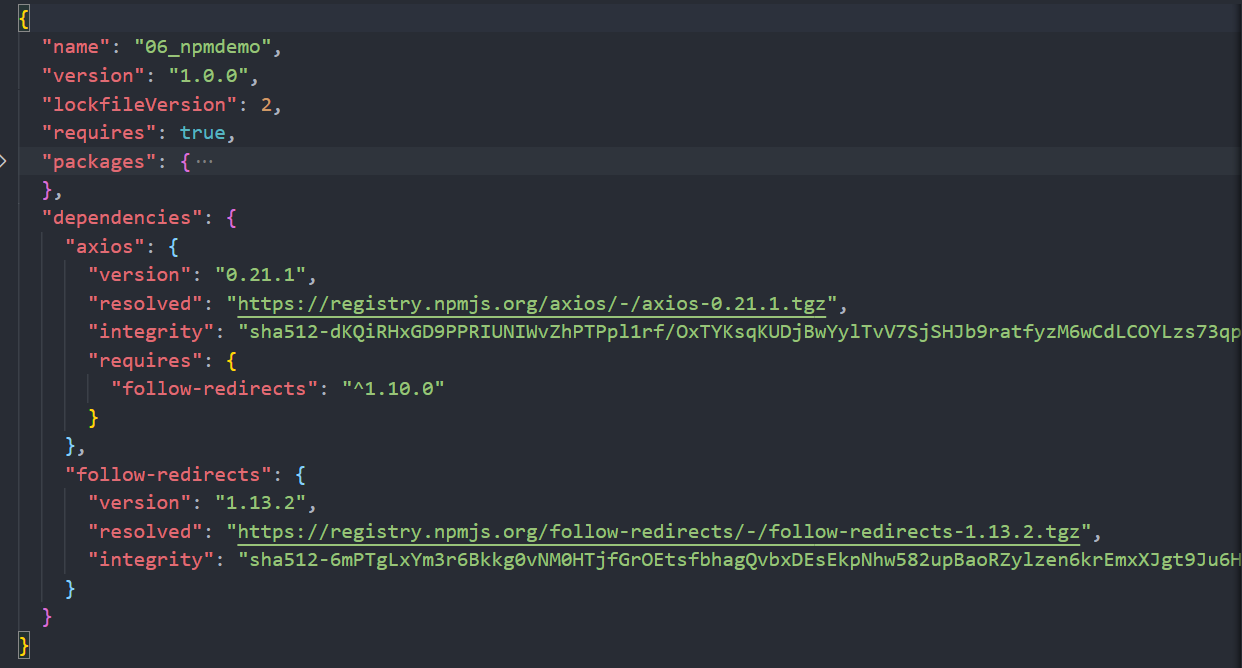 {
"name": "06_npmdemo",
"version": "1.0.0",
"lockfileVersion": 2,
"requires": true,
"packages": { ···
},
"dependencies": {
"axios": {
"version": "0.21.1",
"resolved": "https://registry.npmjs.org/axios/-/axios-0.21.1.tgz",
"integrity": "sha512-dKQiRHxGD9PPRIUNIWvZhPTPpl1rf/OxTYKsqKUDjBwYylTvV7SjSHJb9ratfyzM6wCdLCOYLzs73qp
"requires": {
"follow-redirects": "^1.10.0"
}
},
"follow-redirects": {
"version": "1.13.2",
"resolved": "https://registry.npmjs.org/follow-redirects/-/follow-redirects-1.13.2.tgz",
"integrity": "sha512-6mPTgLxYm3r6Bkkg0vNM0HTjfGrOEtsfbhagQvbxDEsEkpNhw582upBaoRZylzen6krEmxXJgt9Ju6H
}
}
}